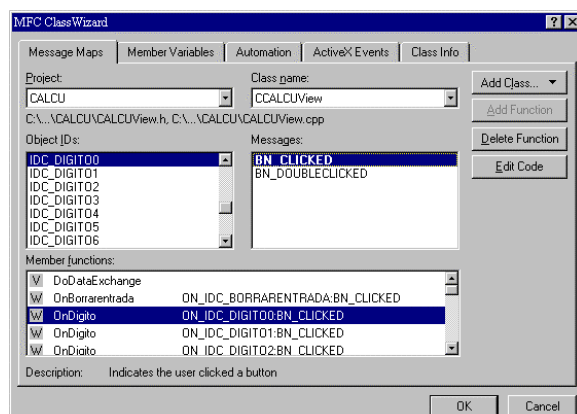 MFC ClassWizard
Message Maps Member Variables Automation ActiveX Events Class Info
Project: Class name:
CALCU CCALCUView
Add Class...
Add Function
C:\...\CALCU\CALCUView.h, C:\...\CALCU\CALCUView.cpp
Delete Function
Object IDs: Messages:
IDC_DIGITO0 BN_CLICKED
IDC_DIGITO1 BN_DOUBLECLICKED
Edit Code
IDC_DIGITO2
IDC_DIGITO3
IDC_DIGITO4
IDC_DIGITO5
IDC_DIGITO6
Member functions:
V DoDataExchange
W OnBorrarentrada ON_IDC_BORRARENTRADA:BN_CLICKED
W OnDigito ON_IDC_DIGITO0:BN_CLICKED
W OnDigito ON_IDC_DIGITO1:BN_CLICKED
W OnDigito ON_IDC_DIGITO2:BN_CLICKED
Description: Indicates the user clicked a button
OK Cancel